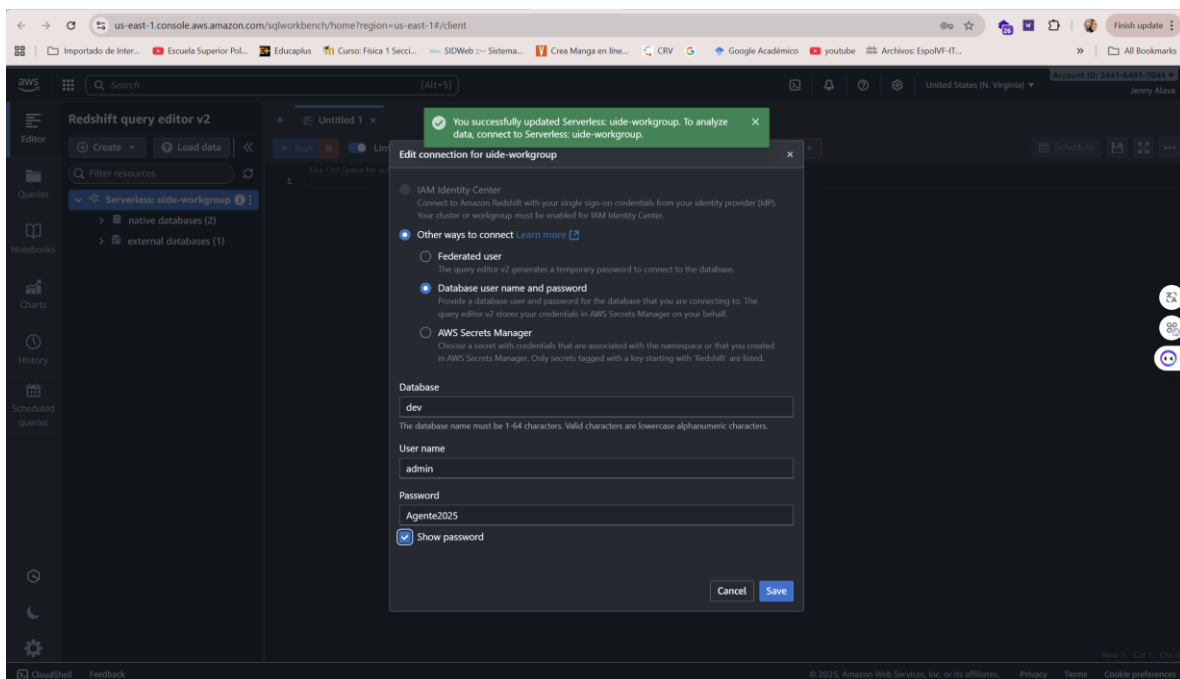 us-east-1.console.aws.amazon.com/sqlworkbench/home?region=us-east-1#/client
Finish update
Importado de Inter...
Escuela Superior Pol...
Educaplus
Curso: Física 1 Secci...
SIDWeb ::-- Sistema...
Crea Manga en líne...
CRV
Google Académico
youtube
Archivos: EspolVF-IT...
»
All Bookmarks
aws
Search
[Alt+S]
United States (N. Virginia)
Account ID: 2441-6481-7044
Jenny Alava
Editor
Queries
Notebooks
Charts
History
Scheduled
queries
Redshift query editor v2
Create
Load data
Filter resources
Serverless: uide-workgroup
native databases (2)
external databases (1)
+
Untitled 1
Run
Schedule
1
You successfully updated Serverless: uide-workgroup. To analyze
data, connect to Serverless: uide-workgroup.
Edit connection for uide-workgroup
IAM Identity Center
Connect to Amazon Redshift with your single sign-on credentials from your identity provider (IdP).
Your cluster or workgroup must be enabled for IAM Identity Center.
Other ways to connect Learn more
Federated user
The query editor v2 generates a temporary password to connect to the database.
Database user name and password
Provide a database user and password for the database that you are connecting to. The
query editor v2 stores your credentials in AWS Secrets Manager on your behalf.
AWS Secrets Manager
Choose a secret with credentials that are associated with the namespace or that you created
in AWS Secrets Manager. Only secrets tagged with a key starting with 'Redshift' are listed.
Database
dev
The database name must be 1-64 characters. Valid characters are lowercase alphanumeric characters.
User name
admin
Password
Agente2025
Show password
Cancel
Save
Row 1, Col 1, Chr
CloudShell
Feedback
© 2025, Amazon Web Services, Inc. or its affiliates.
Privacy
Terms
Cookie preferences